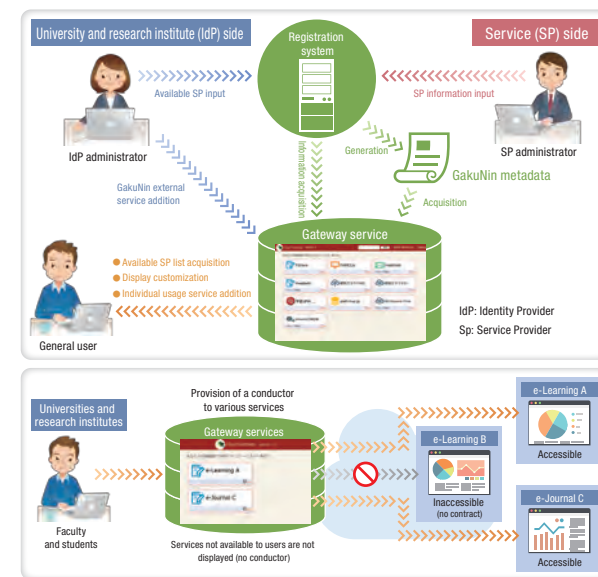 University and research institute (IdP) side
Registration
system
Service (SP) side
Available SP input
SP information input
IdP administrator
SP administrator
Information acquisition
Generation
GakuNin metadata
GakuNin external
service addition
Acquisition
Gateway service
Available SP list acquisition
Display customization
Individual usage service addition
General user
IdP: Identity Provider
Sp: Service Provider
Universities and
research institutes
Provision of a conductor
to various services
Gateway services
e-Learning A
e-Journal C
e-Learning A
Accessible
e-Learning B
Inaccessible
(no contract)
e-Journal C
Accessible
Faculty
and students
Services not available to users are not
displayed (no conductor)